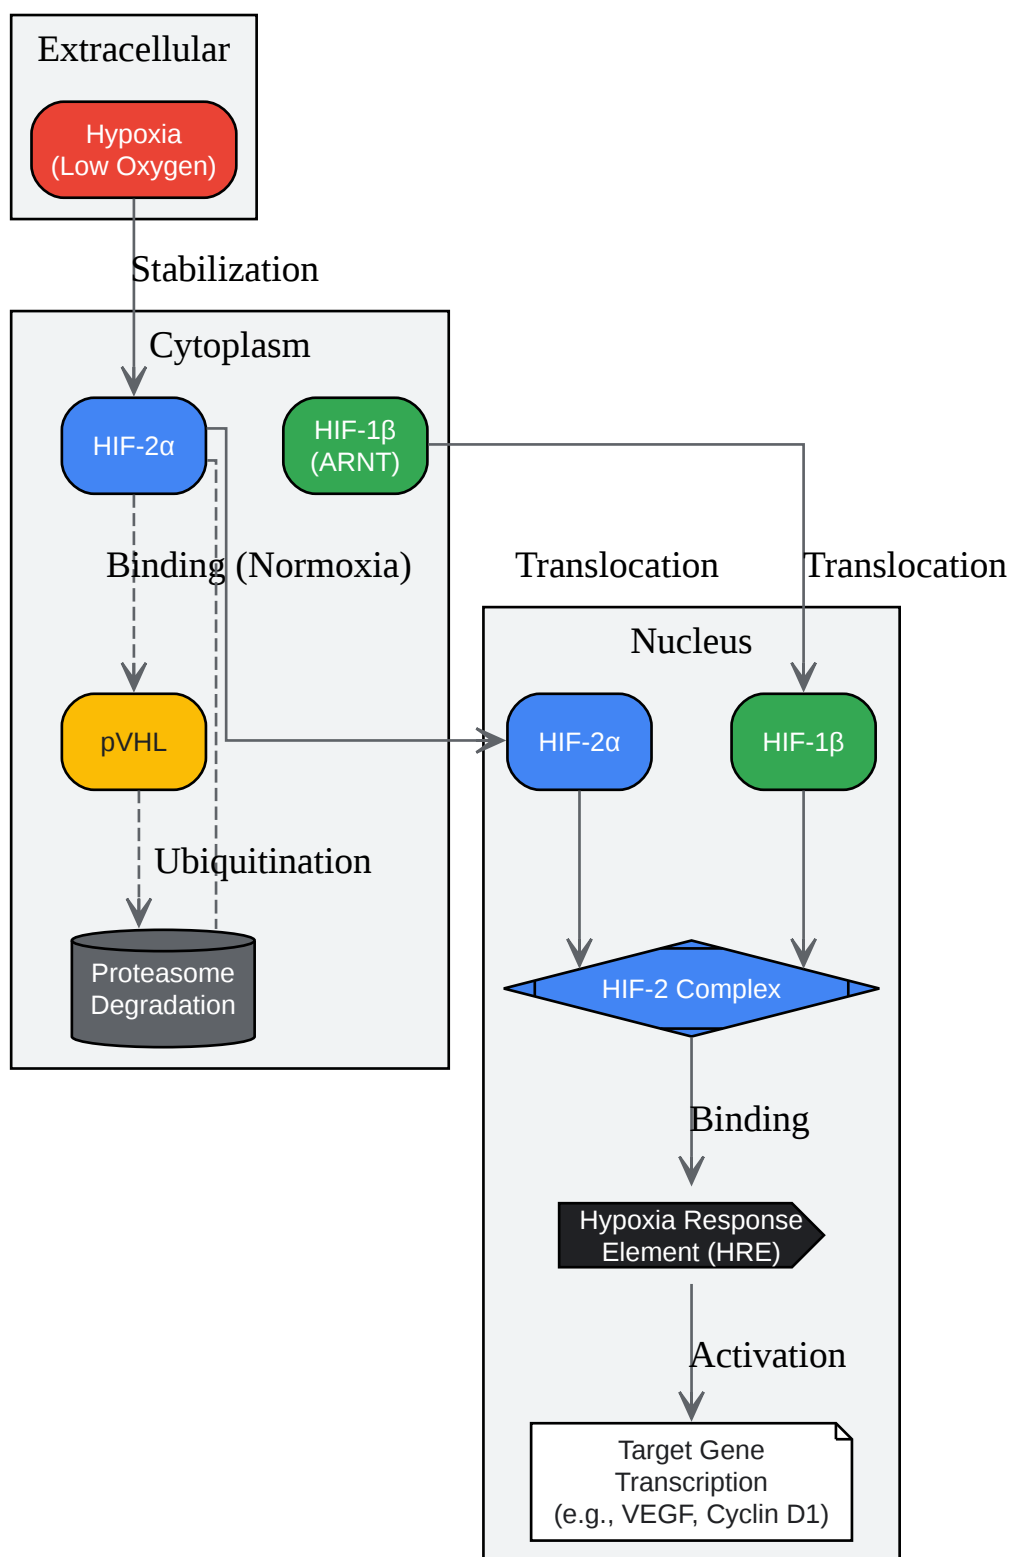 Extracellular
Hypoxia
(Low Oxygen)
Stabilization
Cytoplasm
HIF-2α
HIF-1β
(ARNT)
Binding (Normoxia)
Translocation
Translocation
Nucleus
pVHL
HIF-2α
HIF-1β
Ubiquitination
Proteasome
Degradation
HIF-2 Complex
Binding
Hypoxia Response
Element (HRE)
Activation
Target Gene
Transcription
(e.g., VEGF, Cyclin D1)